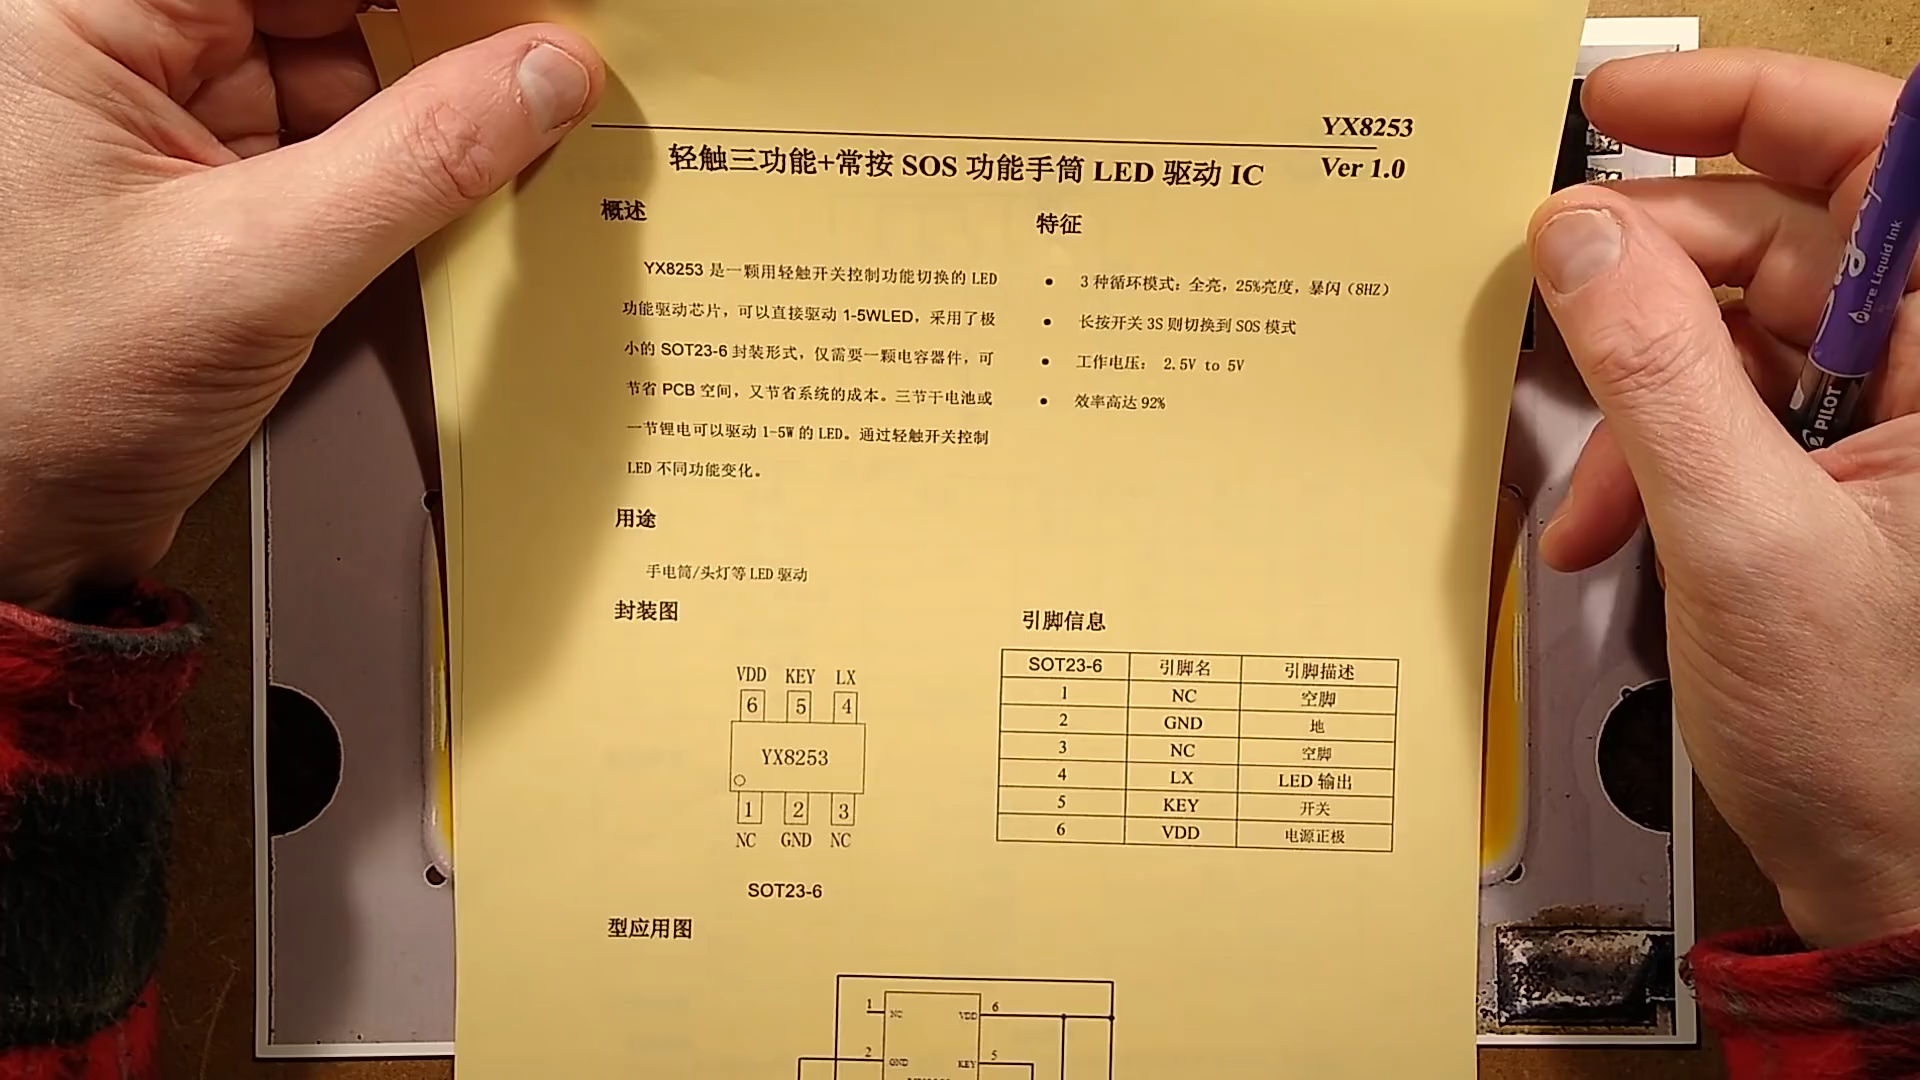 YX8253
轻触三功能+常按 SOS 功能手筒 LED 驱动 IC
Ver 1.0
概述
YX8253 是一颗用轻触开关控制功能切换的 LED
功能驱动芯片，可以直接驱动 1-5WLED，采用了极
小的 SOT23-6 封装形式，仅需要一颗电容器件，可
节省 PCB 空间，又节省系统的成本。三节干电池或
一节锂电可以驱动 1-5W 的 LED。通过轻触开关控制
LED 不同功能变化。
特征
● 3 种循环模式：全亮，25%亮度，暴闪（8HZ）
● 长按开关 3S 则切换到 SOS 模式
● 工作电压： 2.5V to 5V
● 效率高达 92%
用途
手电筒/头灯等 LED 驱动
封装图
VDD KEY LX
6 5 4
YX8253
1 2 3
NC GND NC
SOT23-6
引脚信息
SOT23-6 引脚名 引脚描述
1 NC 空脚
2 GND 地
3 NC 空脚
4 LX LED 输出
5 KEY 开关
6 VDD 电源正极
型应用图
1 NC VDD 6
2 GND KEY 5
Pure Liquid Ink
PILOT